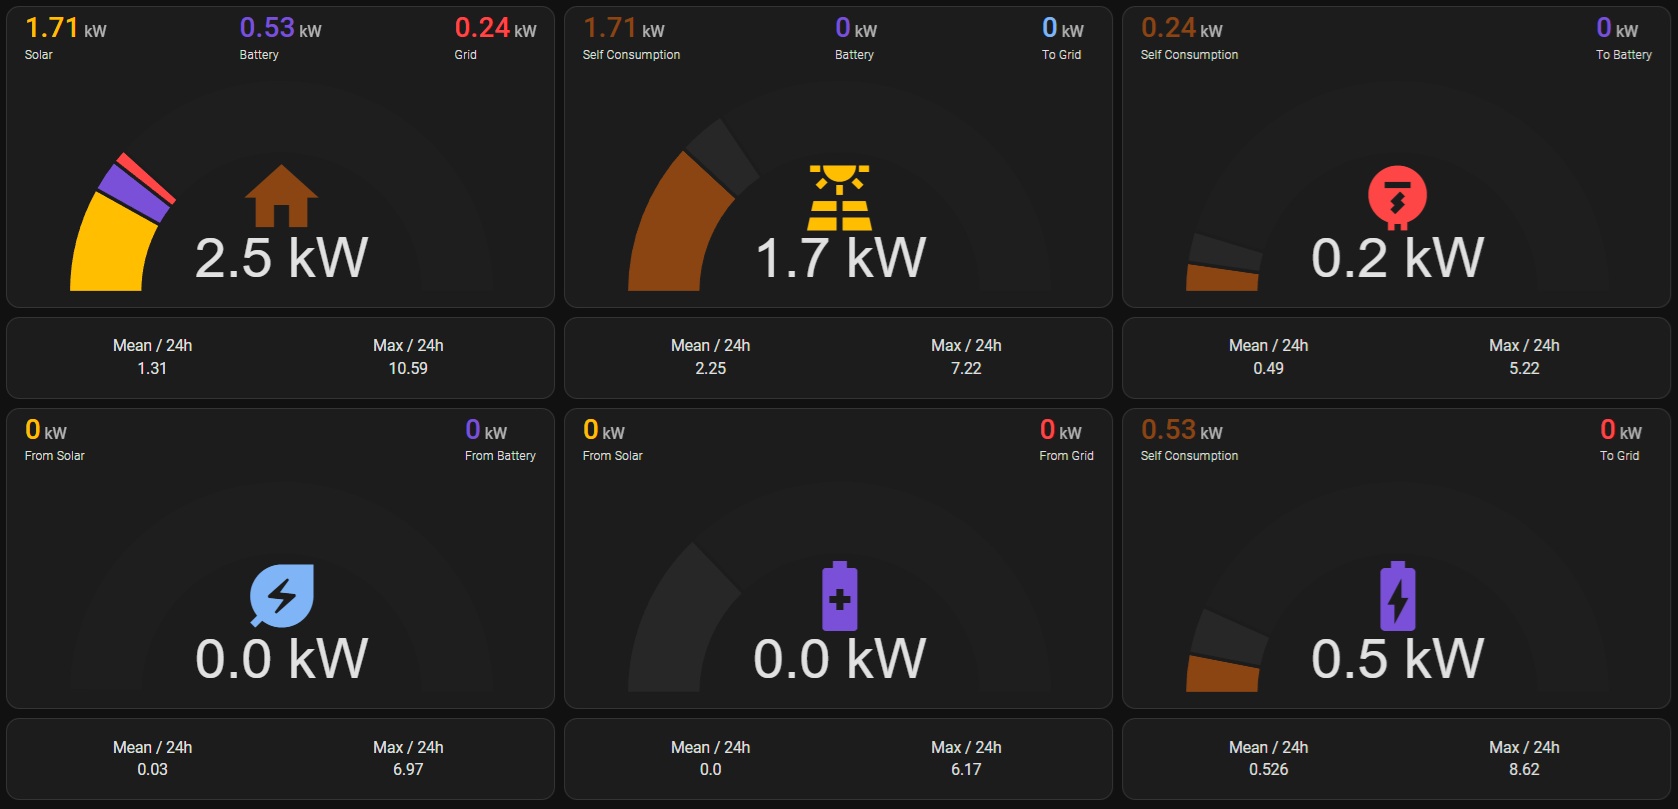 1.71 kW 0.53 kW 0.24 kW
Solar Battery Grid
2.5 kW
1.71 kW 0 kW 0 kW
Self Consumption Battery To Grid
1.7 kW
0.24 kW 0 kW
Self Consumption To Battery
0.2 kW
Mean / 24h Max / 24h
1.31 10.59
Mean / 24h Max / 24h
2.25 7.22
Mean / 24h Max / 24h
0.49 5.22
0 kW 0 kW
From Solar From Battery
0.0 kW
0 kW 0 kW
From Solar From Grid
0.0 kW
0.53 kW 0 kW
Self Consumption To Grid
0.5 kW
Mean / 24h Max / 24h
0.03 6.97
Mean / 24h Max / 24h
0.0 6.17
Mean / 24h Max / 24h
0.526 8.62